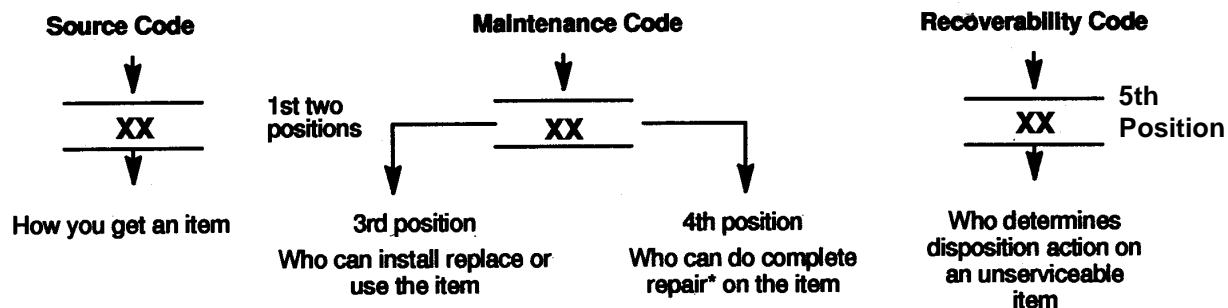 Source Code
XX
1st two
positions
How you get an item
Maintenance Code
XX
3rd position
Who can install replace or
use the item
4th position
Who can do complete
repair* on the item
Recoverability Code
XX
5th
Position
Who determines
disposition action on
an unserviceable
item